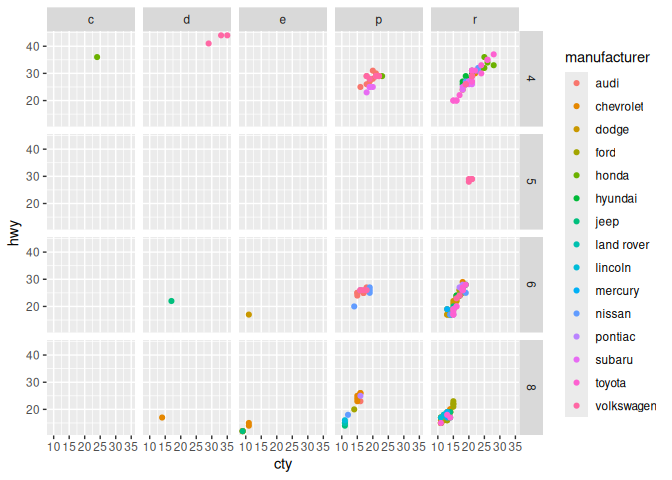 c d e p r
40
30
20
4
40
30
20
5
40
30
20
6
40
30
20
8
10 15 20 25 30 35 10 15 20 25 30 35 10 15 20 25 30 35 10 15 20 25 30 35 10 15 20 25 30 35
cty
hwy
manufacturer
audi
chevrolet
dodge
ford
honda
hyundai
jeep
land rover
lincoln
mercury
nissan
pontiac
subaru
toyota
volkswagen